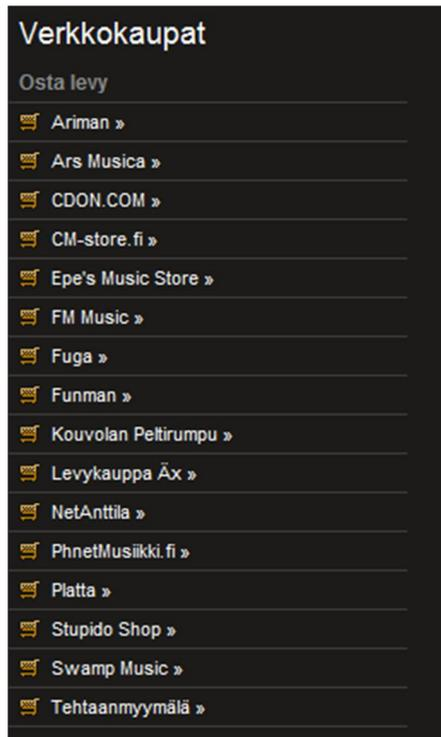 Verkkokaupat
Osta levy
Ariman »
Ars Musica »
CDON.COM »
CM-store.fi »
Epe's Music Store »
FM Music »
Fuga »
Funman »
Kouvolan Peltirumpu »
Levykauppa Äx »
NetAnttila »
PhnetMusiikki.fi »
Platta »
Stupido Shop »
Swamp Music »
Tehtaanmyymälä »